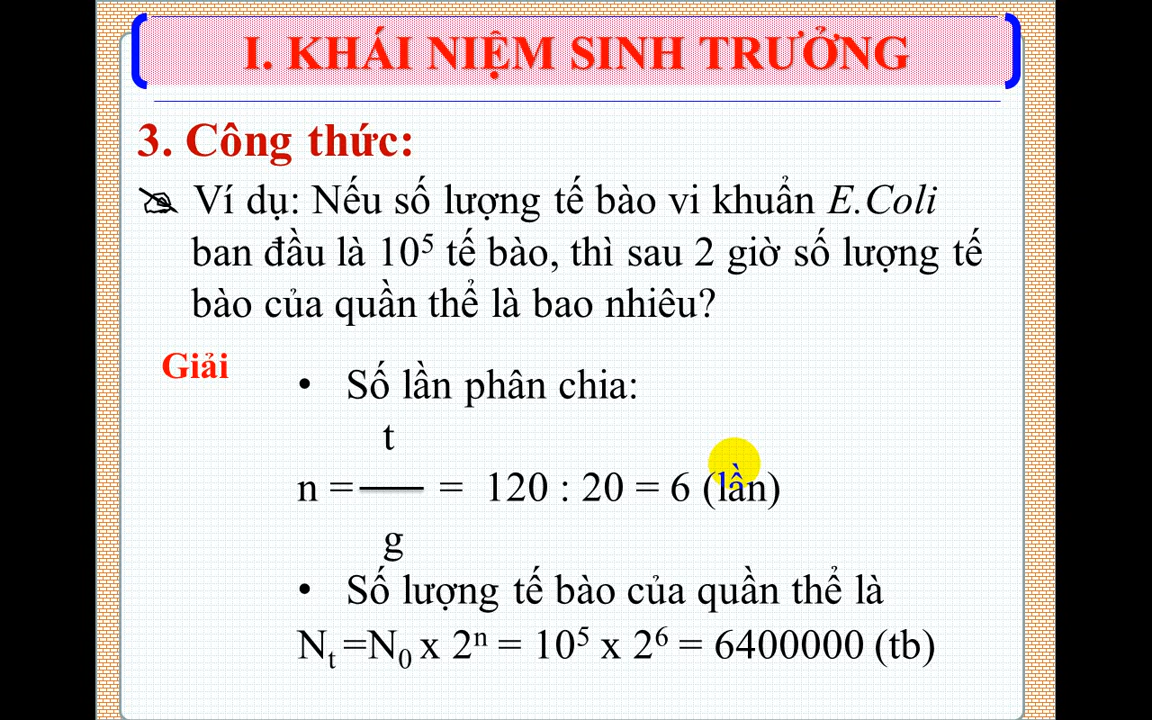 I. KHÁI NIỆM SINH TRƯỞNG
3. Công thức:
Ví dụ: Nếu số lượng tế bào vi khuẩn E.Coli
ban đầu là 10⁵ tế bào, thì sau 2 giờ số lượng tế
bào của quần thể là bao nhiêu?
Giải
• Số lần phân chia:
t
n = — = 120 : 20 = 6 (lần)
g
• Số lượng tế bào của quần thể là
Nₜ =N₀ x 2ⁿ = 10⁵ x 2⁶ = 6400000 (tb)